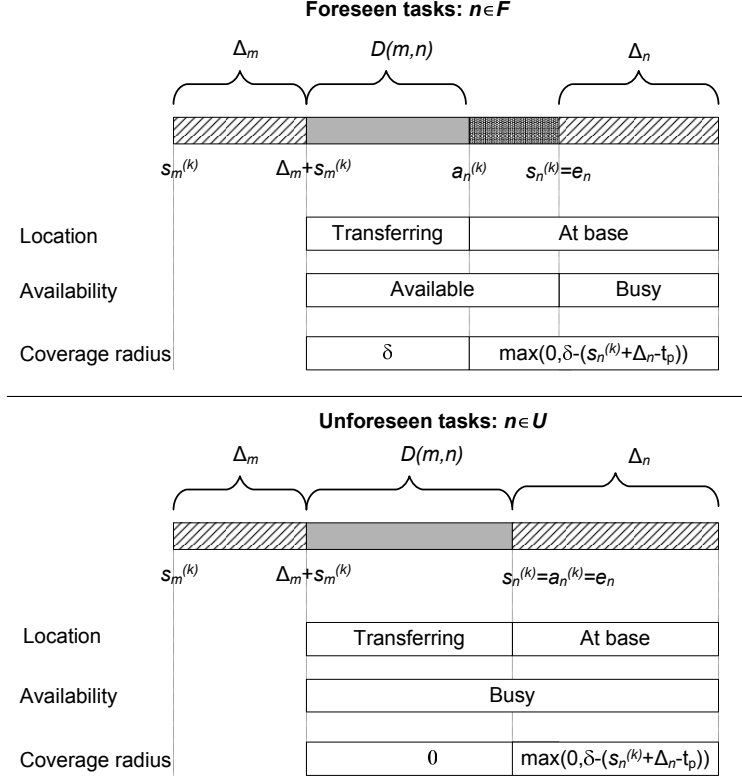 Foreseen tasks: n∈F
Δm D(m,n) Δn
sm(k) Δm+sm(k) an(k) sn(k)=en
Location Transferring At base
Availability Available Busy
Coverage radius δ max(0,δ-(sn(k)+Δn-tp))
Unforeseen tasks: n∈U
Δm D(m,n) Δn
sm(k) Δm+sm(k) sn(k)=an(k)=en
Location Transferring At base
Availability Busy
Coverage radius 0 max(0,δ-(sn(k)+Δn-tp))